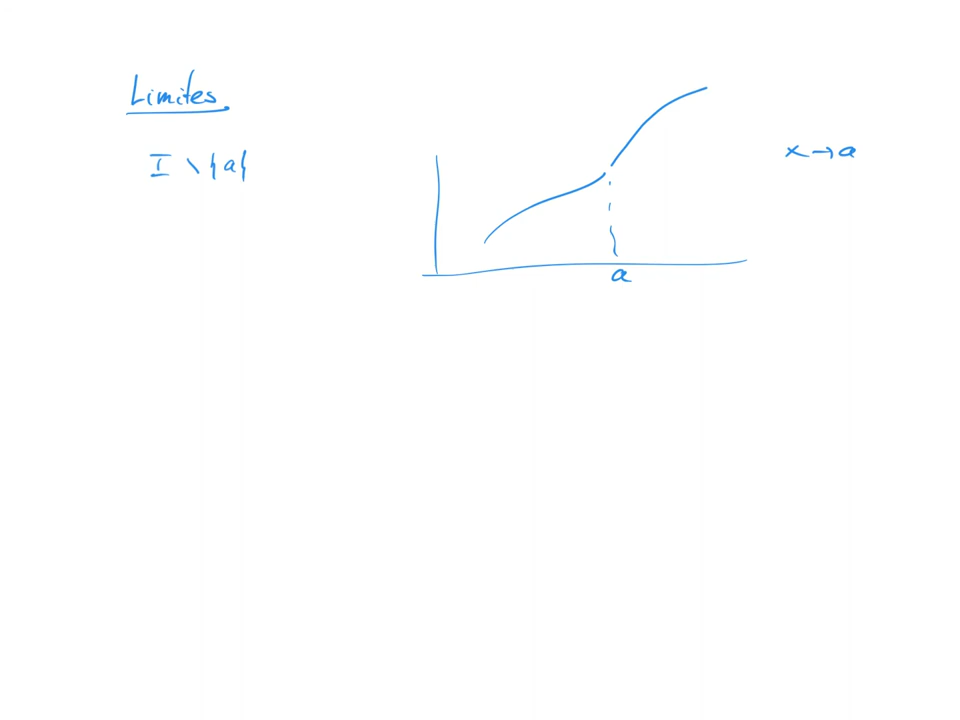 Limites
I \ {a}
x → a
a